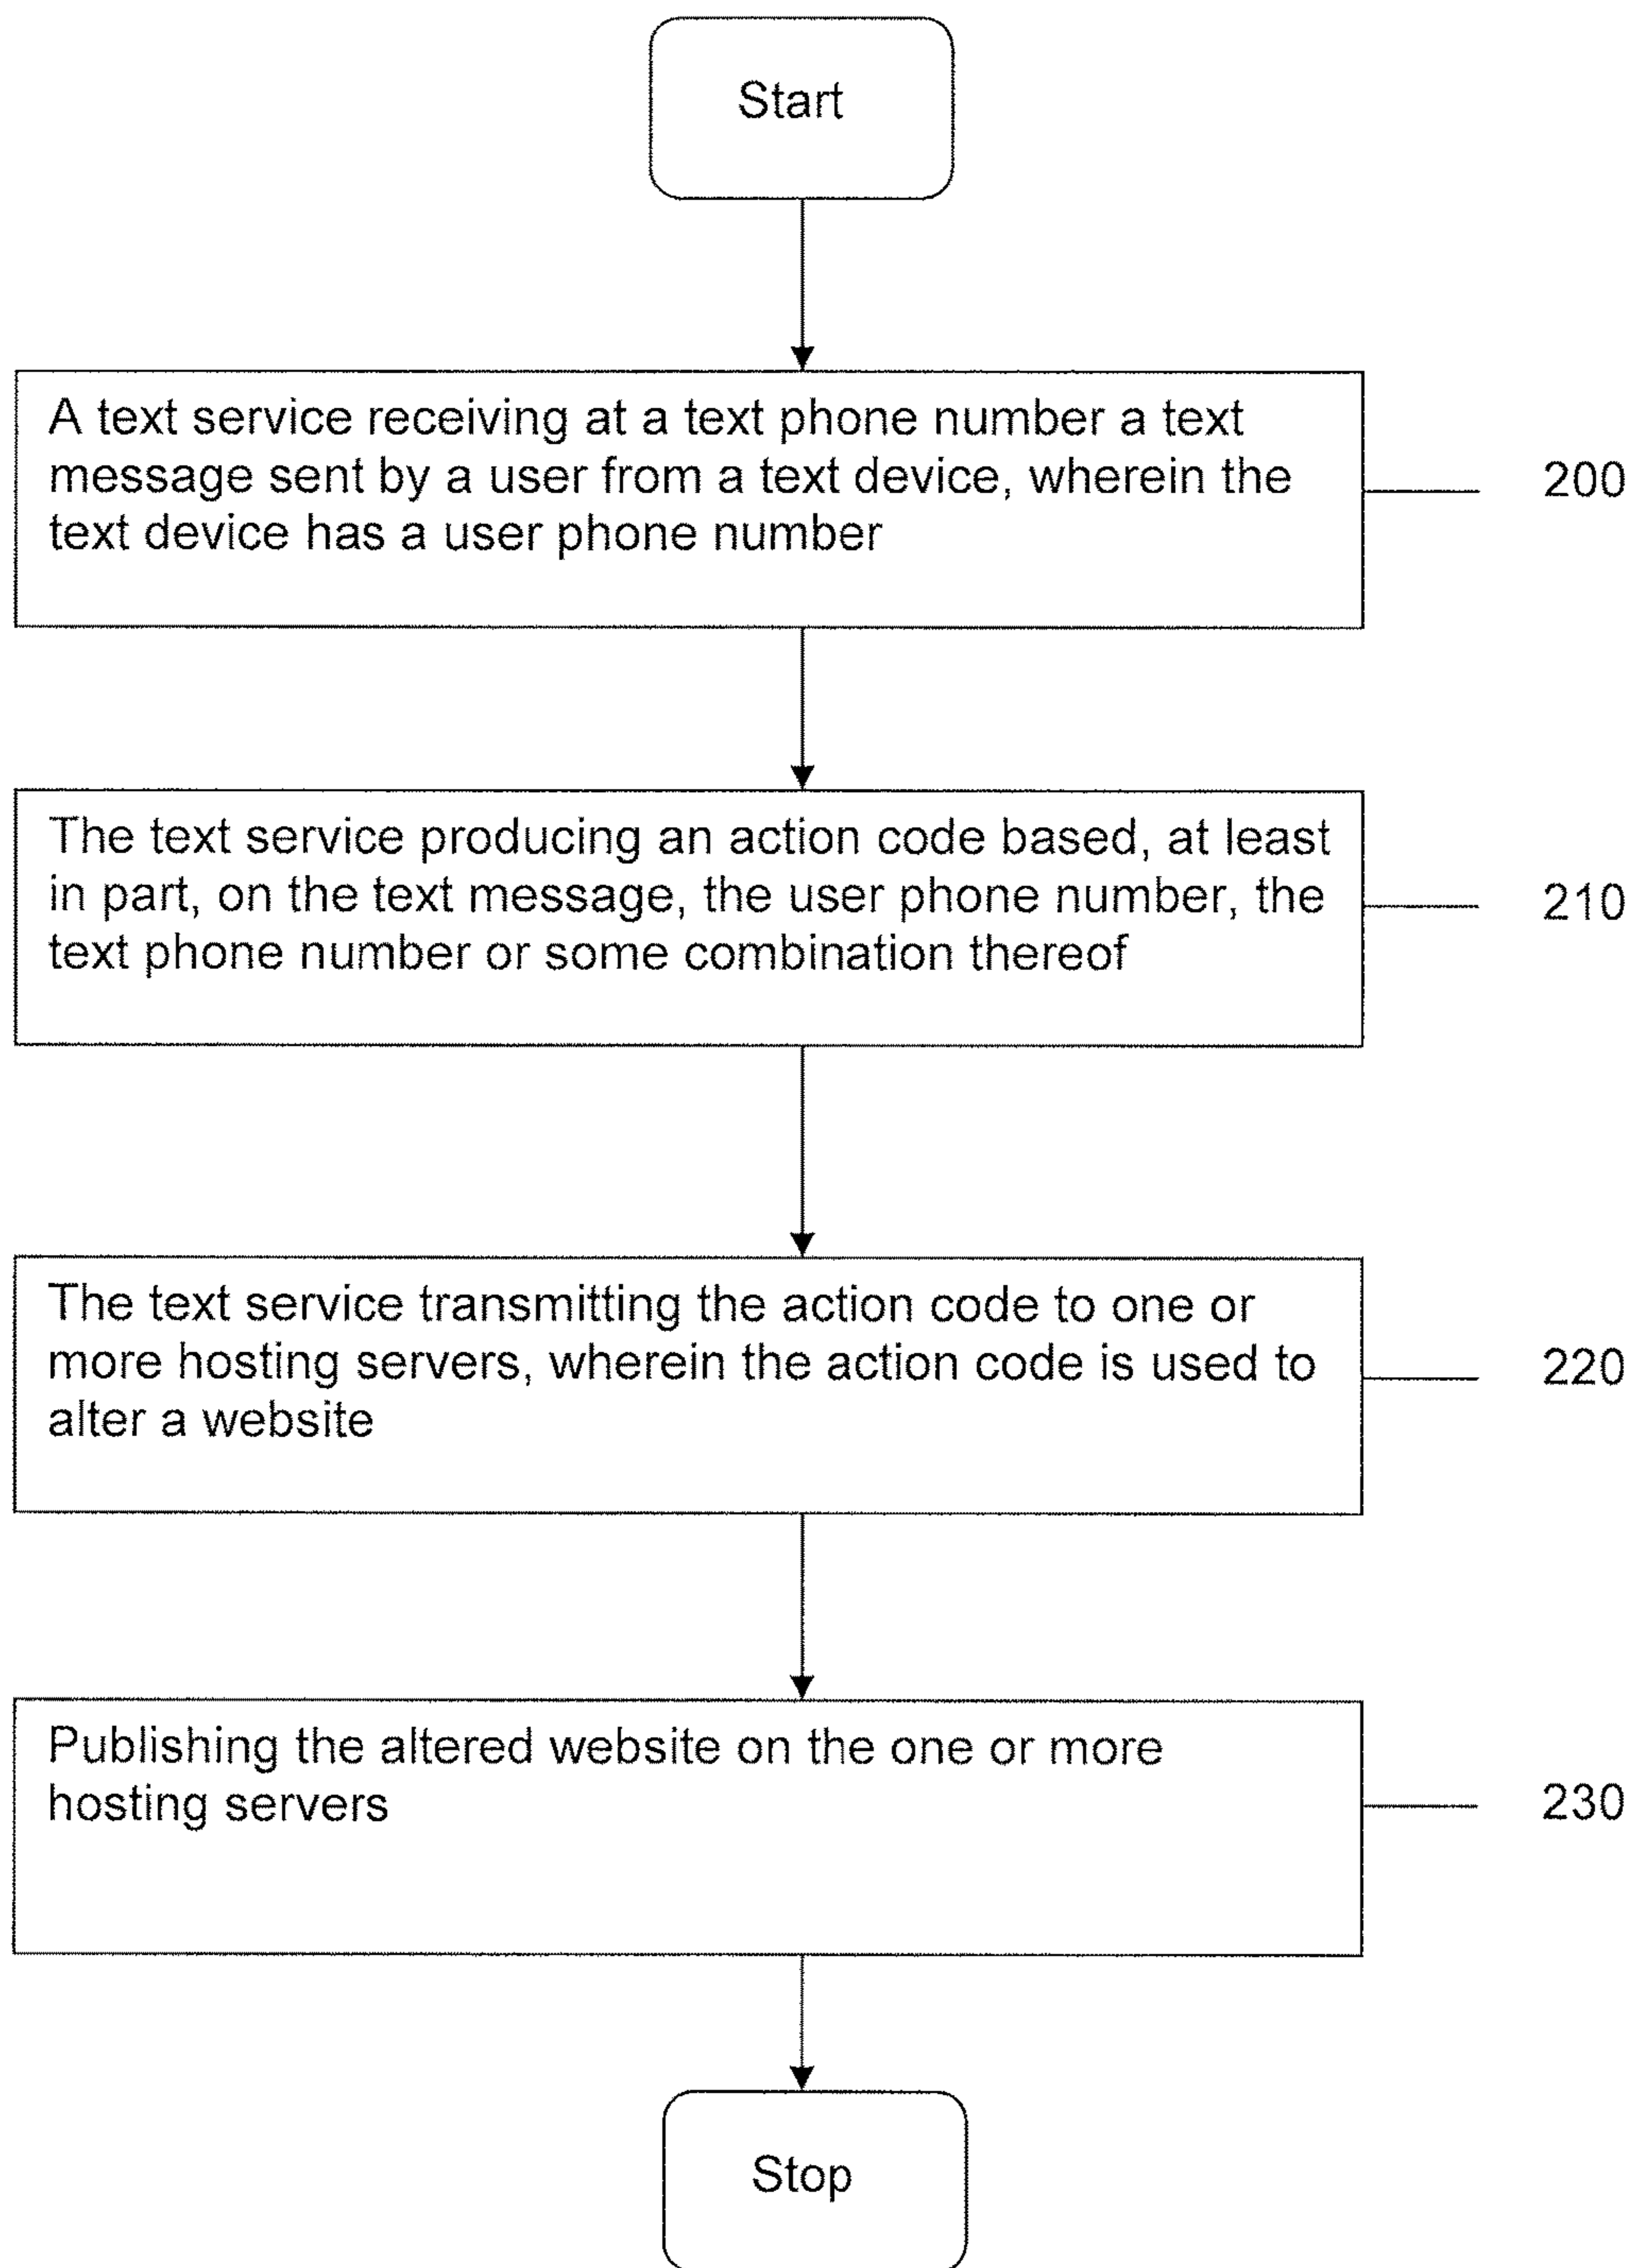 Start
A text service receiving at a text phone number a text
message sent by a user from a text device, wherein the
text device has a user phone number
200
The text service producing an action code based, at least
in part, on the text message, the user phone number, the
text phone number or some combination thereof
210
The text service transmitting the action code to one or
more hosting servers, wherein the action code is used to
alter a website
220
Publishing the altered website on the one or more
hosting servers
230
Stop